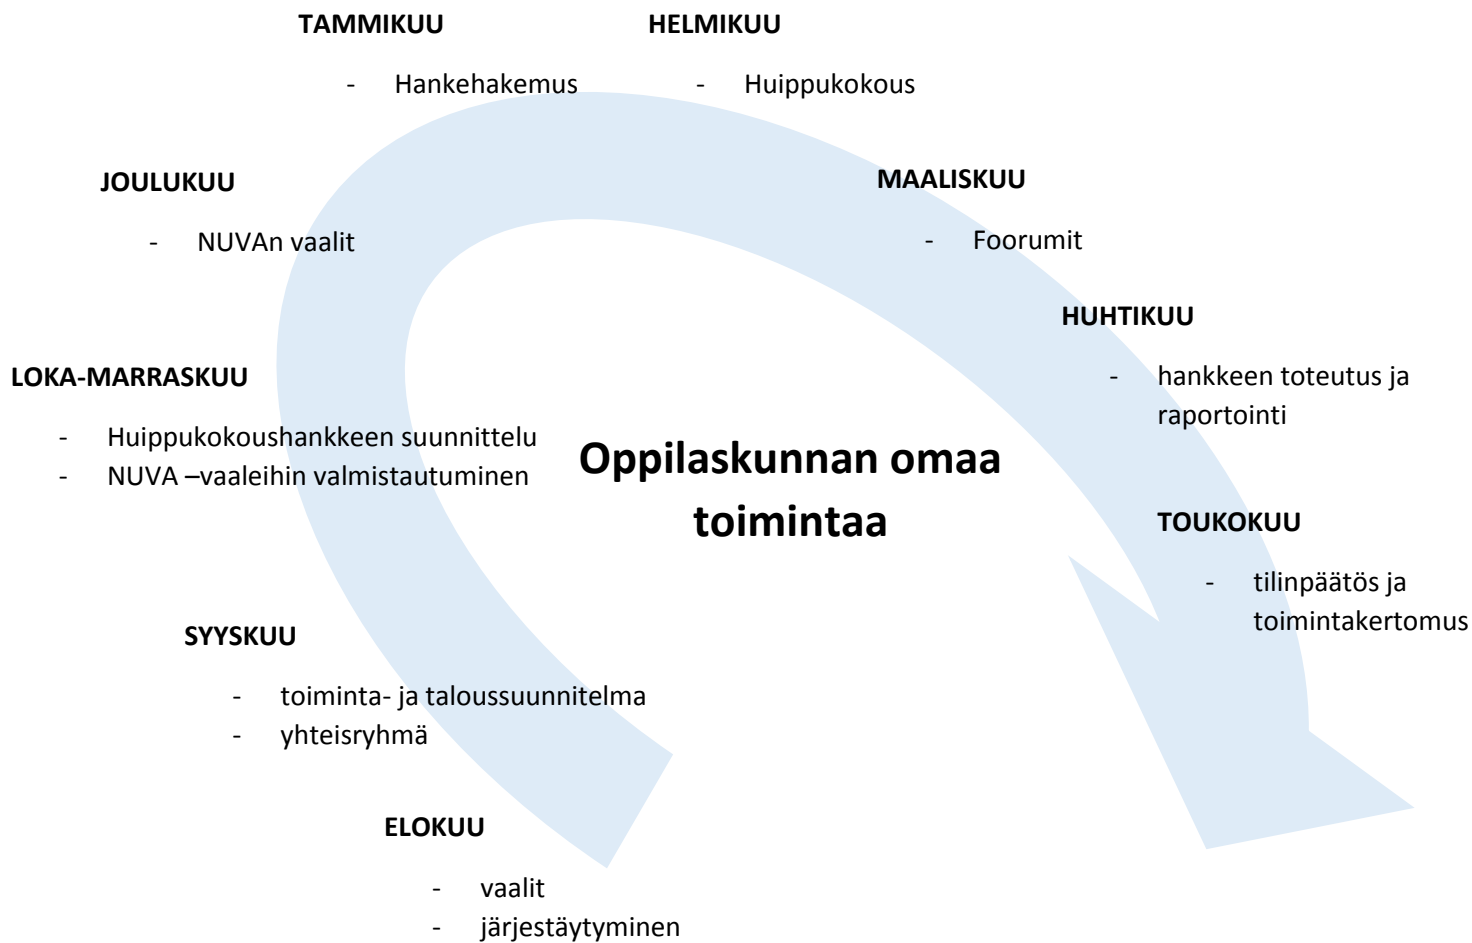 TAMMIKUU
- Hankehakemus
HELMIKUU
- Huippukokous
JOULUKUU
- NUVAn vaalit
MAALISKUU
- Foorumit
HUHTIKUU
- hankkeen toteutus ja
raportointi
LOKA-MARRASKUU
- Huippukokoushankkeen suunnittelu
- NUVA –vaaleihin valmistautuminen
Oppilaskunnan omaa
toimintaa
TOUKOKUU
- tilinpäätös ja
toimintakertomus
SYYSKUU
- toiminta- ja taloussuunnitelma
- yhteisryhmä
ELOKUU
- vaalit
- järjestäytyminen